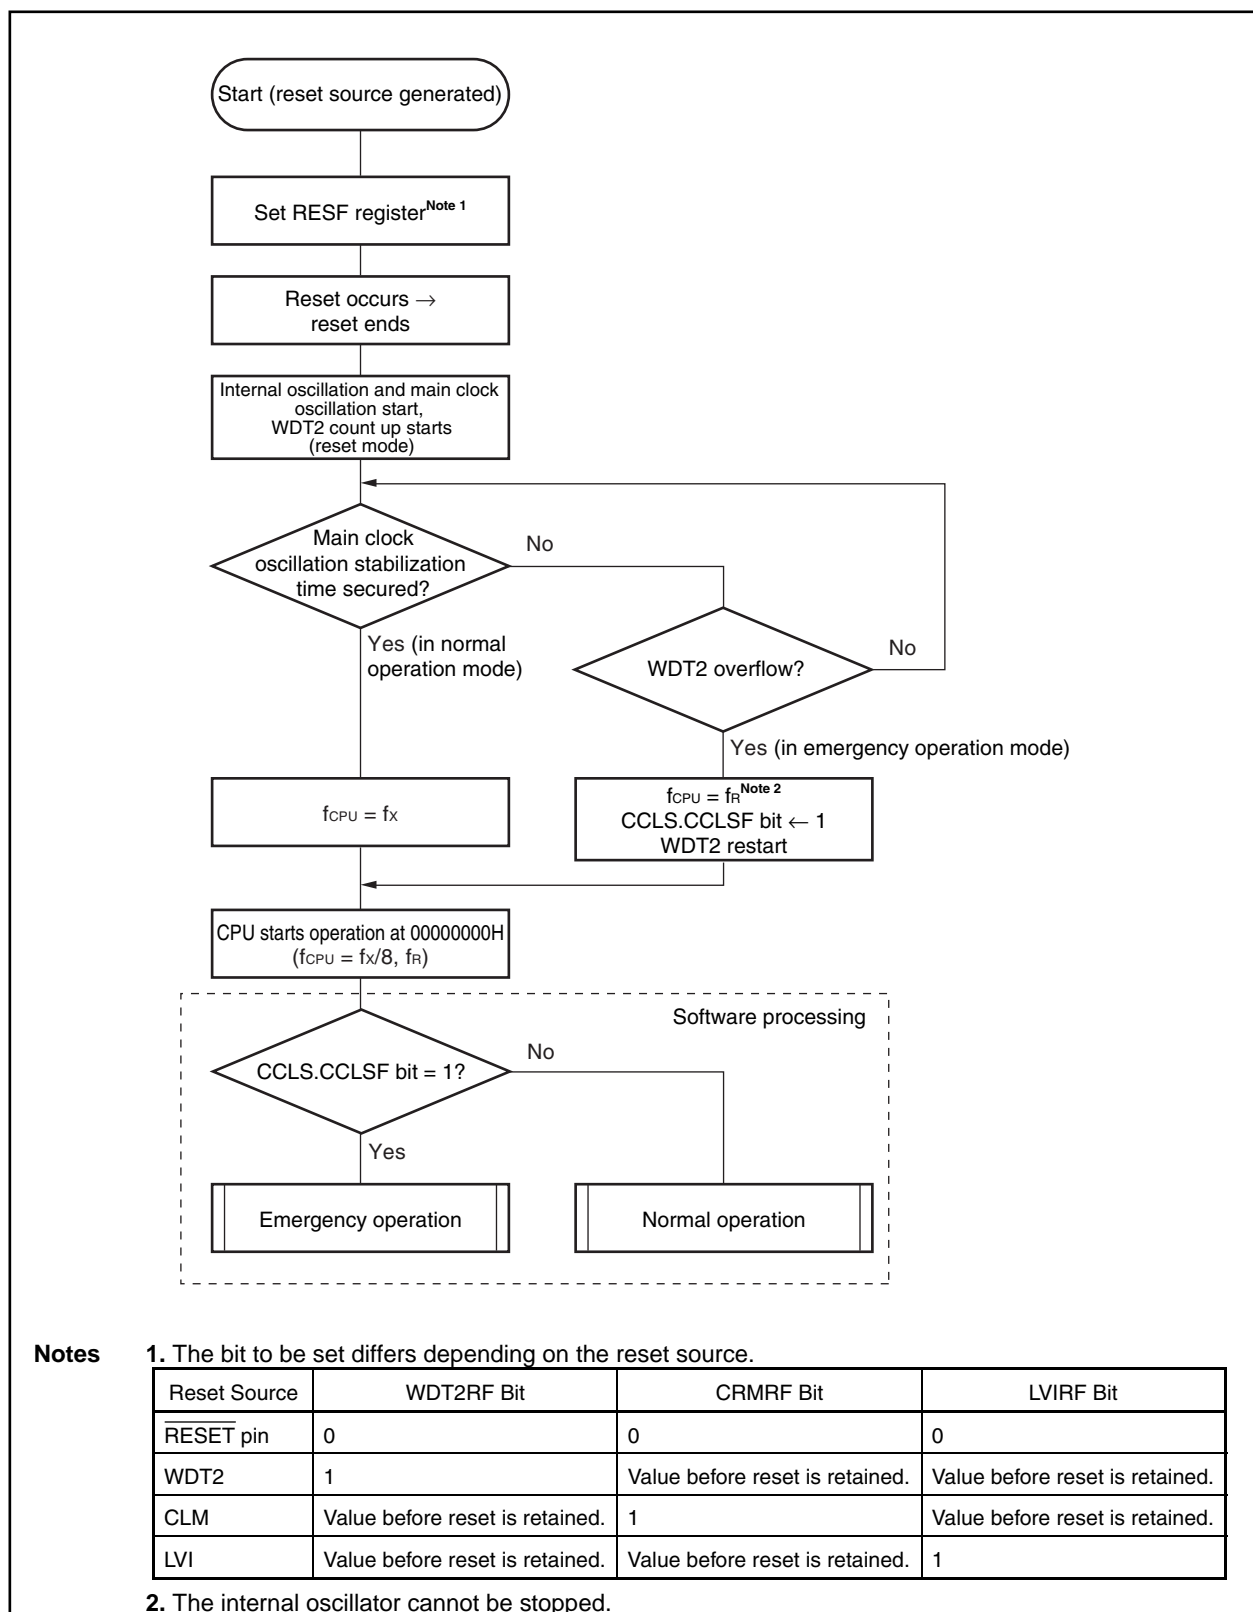 Start (reset source generated)
Set RESF register Note 1
Reset occurs →
reset ends
Internal oscillation and main clock
oscillation start,
WDT2 count up starts
(reset mode)
Main clock
oscillation stabilization
time secured?
No
Yes (in normal
operation mode)
WDT2 overflow?
No
Yes (in emergency operation mode)
fCPU = fX
fCPU = fR Note 2
CCLS.CCLSF bit ← 1
WDT2 restart
CPU starts operation at 00000000H
(fCPU = fX/8, fR)
Software processing
CCLS.CCLSF bit = 1?
No
Yes
Emergency operation
Normal operation
Notes 1. The bit to be set differs depending on the reset source.
Reset Source WDT2RF Bit CRMRF Bit LVIRF Bit
RESET pin 0 0 0
WDT2 1 Value before reset is retained. Value before reset is retained.
CLM Value before reset is retained. 1 Value before reset is retained.
LVI Value before reset is retained. Value before reset is retained. 1
2. The internal oscillator cannot be stopped.